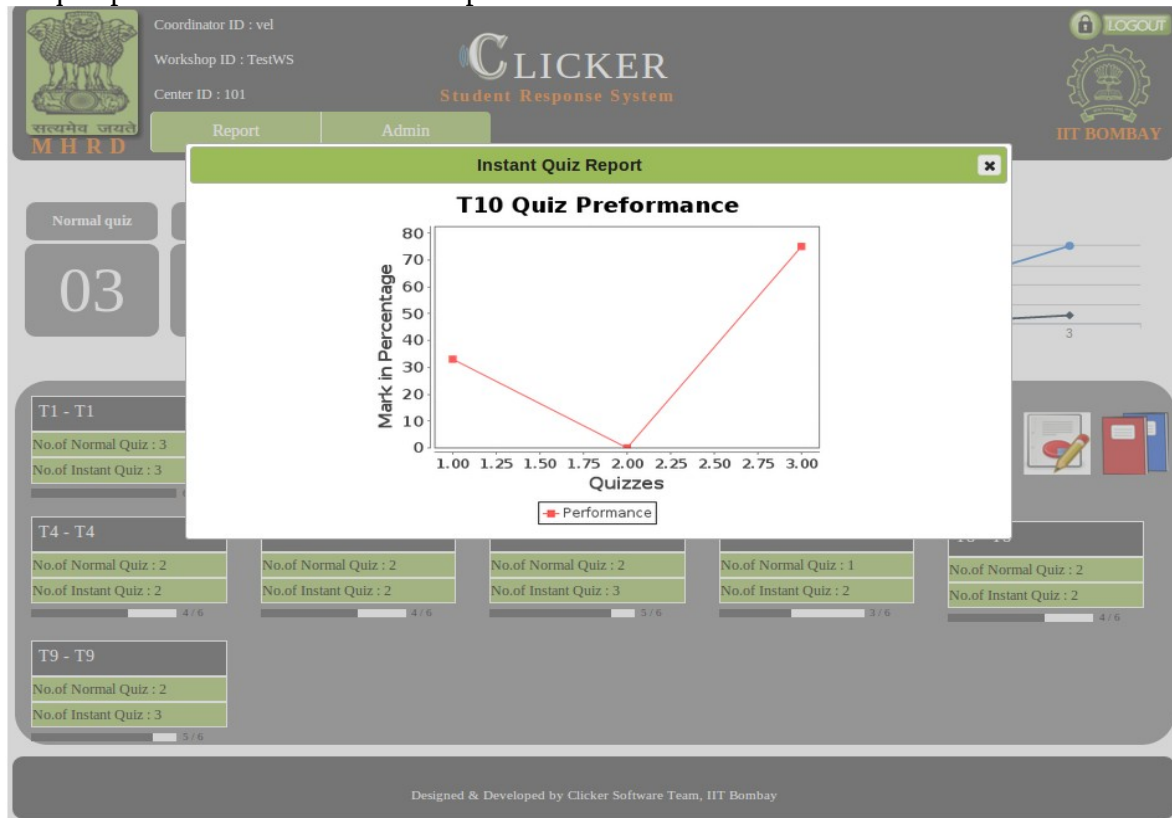 Coordinator ID : vel
Workshop ID : TestWS
Center ID : 101
CLICKER
Student Response System
LOGOUT
सत्यमेव जयते
M H R D
IIT BOMBAY
Report
Admin
Instant Quiz Report
T10 Quiz Preformance
Normal quiz
03
80
70
60
50
40
30
20
10
0
Mark in Percentage
1.00 1.25 1.50 1.75 2.00 2.25 2.50 2.75 3.00
Quizzes
Performance
3
T1 - T1
No.of Normal Quiz : 3
No.of Instant Quiz : 3
T4 - T4
No.of Normal Quiz : 2
No.of Instant Quiz : 2
4 / 6
No.of Normal Quiz : 2
No.of Instant Quiz : 2
4 / 6
No.of Normal Quiz : 2
No.of Instant Quiz : 3
5 / 6
No.of Normal Quiz : 1
No.of Instant Quiz : 2
3 / 6
No.of Normal Quiz : 2
No.of Instant Quiz : 2
4 / 6
T9 - T9
No.of Normal Quiz : 2
No.of Instant Quiz : 3
5 / 6
Designed & Developed by Clicker Software Team, IIT Bombay